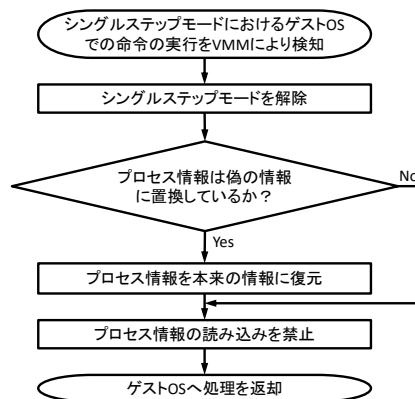 シングルステップモードにおけるゲストOS
での命令の実行をVMMにより検知
シングルステップモードを解除
プロセス情報は偽の情報
に置換しているか？
No
Yes
プロセス情報を本来の情報に復元
プロセス情報の読み込みを禁止
ゲストOSへ処理を返却